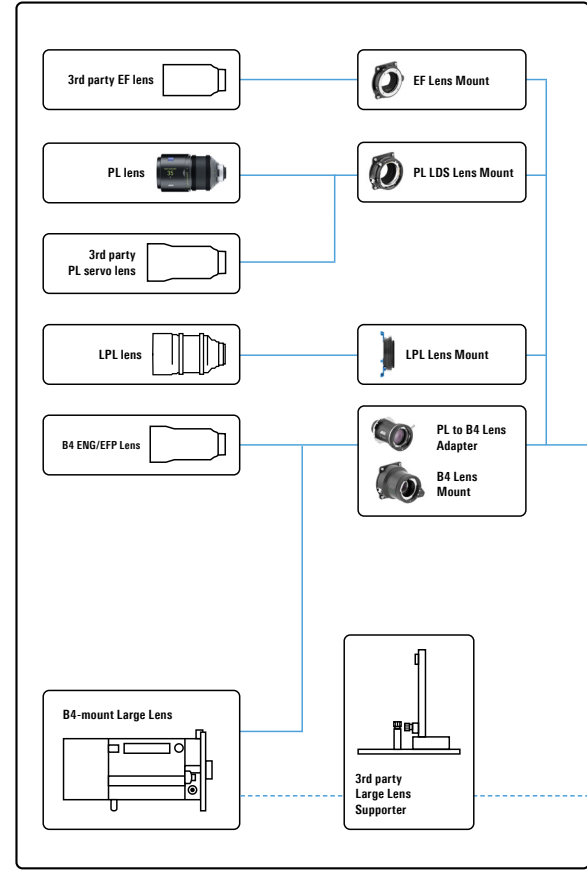 3rd party EF lens
EF Lens Mount
PL lens
35
PL LDS Lens Mount
3rd party
PL servo lens
LPL lens
LPL Lens Mount
B4 ENG/EFP Lens
PL to B4 Lens
Adapter
B4 Lens
Mount
B4-mount Large Lens
3rd party
Large Lens
Supporter